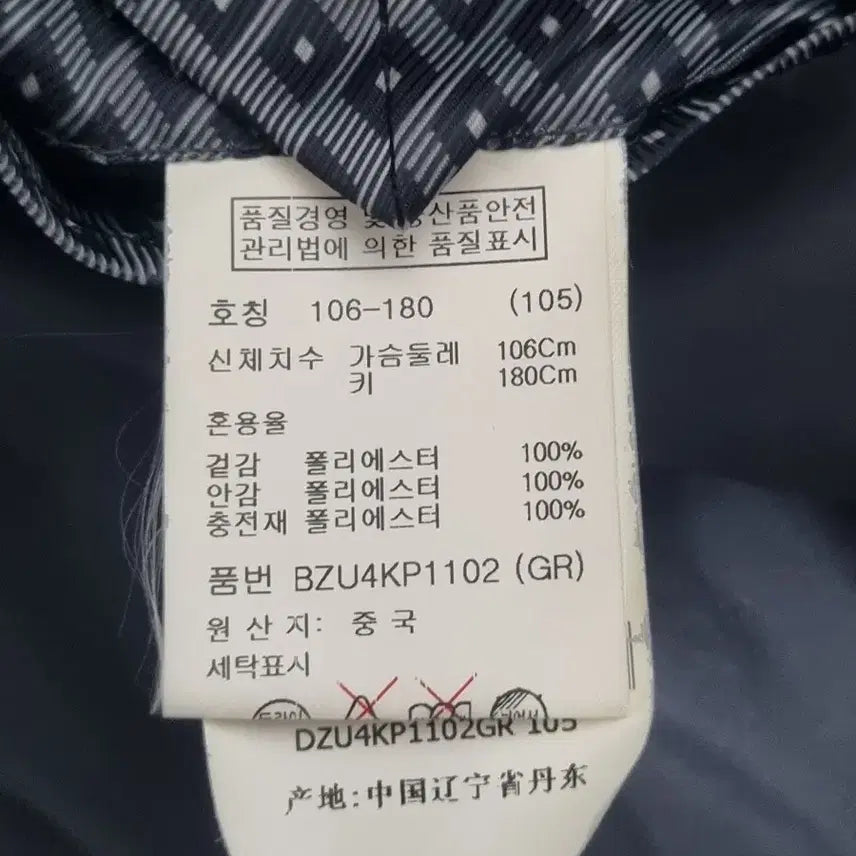 품질경영 및 공산품안전
관리법에 의한 품질표시
호칭 106-180 (105)
신체치수 가슴둘레 106Cm
키 180Cm
혼용율
겉감 폴리에스터 100%
안감 폴리에스터 100%
충전재 폴리에스터 100%
품번 BZU4KP1102 (GR)
원 산 지: 중 국
세탁표시
DZU4KP1102GR 105
产地:中国辽宁省丹东